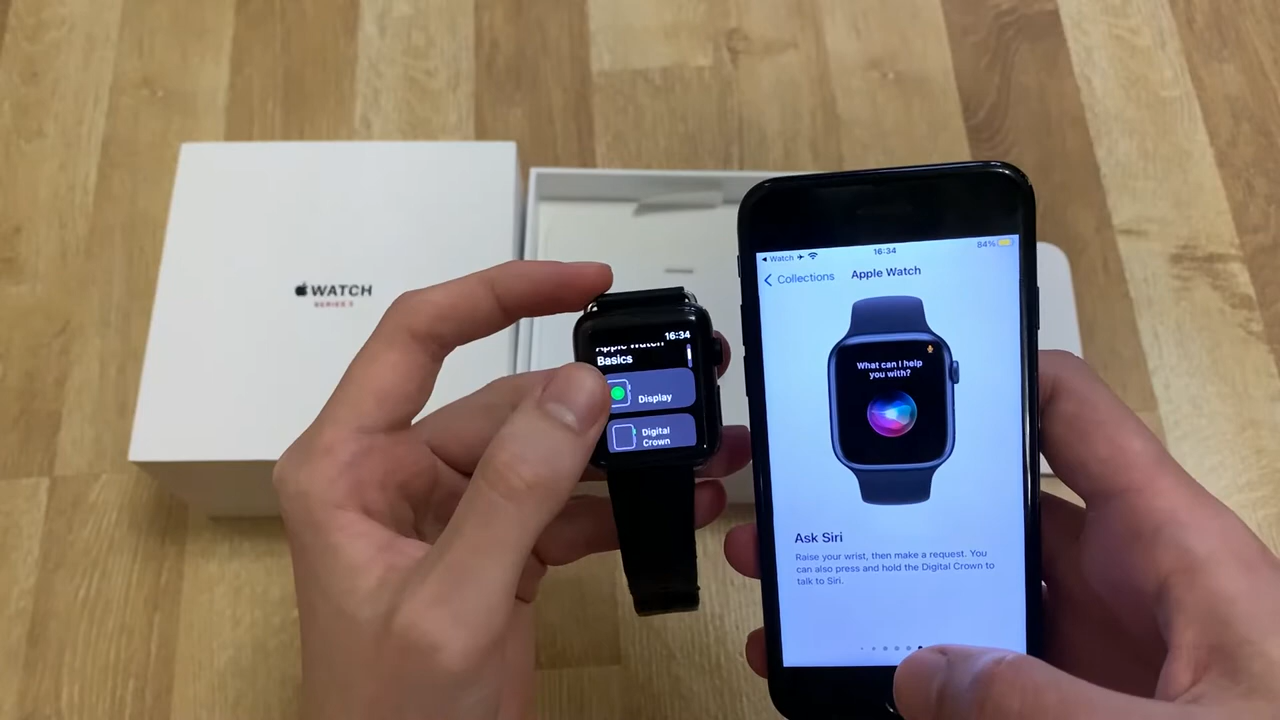 WATCH
SERIES 3
16:34
Apple Watch
Basics
Display
Digital
Crown
Watch
16:34
84%
Collections
Apple Watch
What can I help
you with?
Ask Siri
Raise your wrist, then make a request. You
can also press and hold the Digital Crown to
talk to Siri.